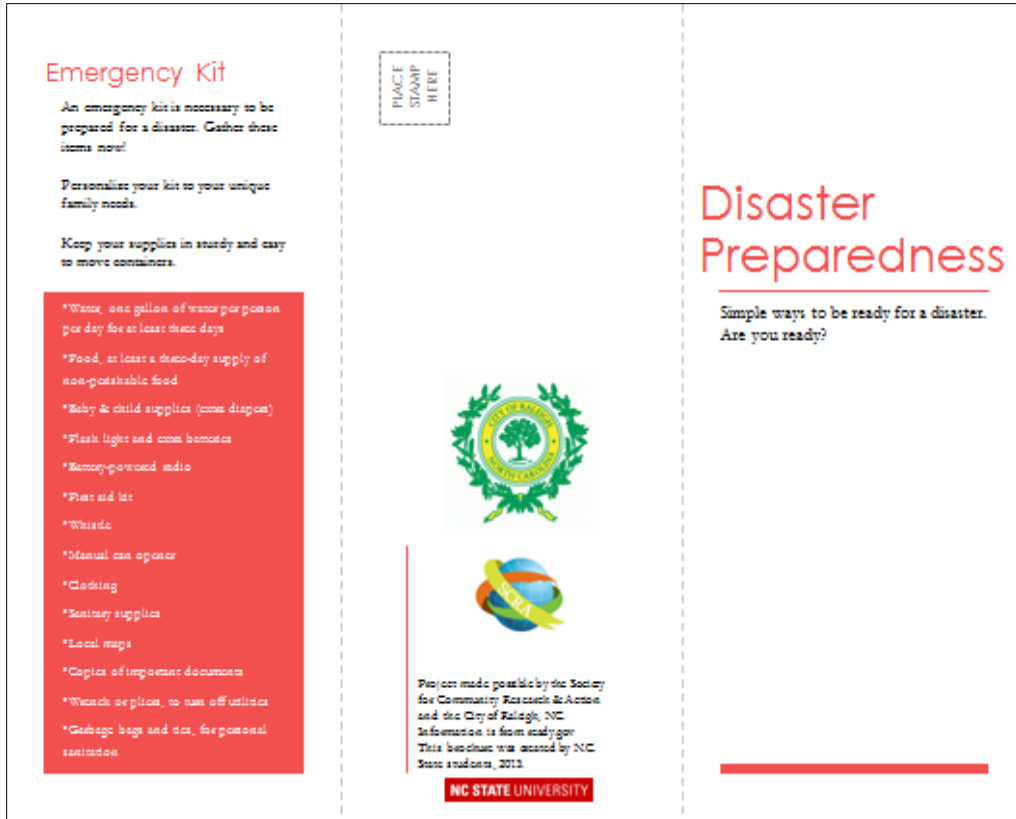 Emergency Kit
An emergency kit is necessary to be
prepared for a disaster. Gather these
items now!
Personalize your kit to your unique
family needs.
Keep your supplies in sturdy and easy
to move containers.
*Water, one gallon of water per person
per day for at least three days
*Food, at least a three-day supply of
non-perishable food
*Baby & child supplies (extra diapers)
*Flash light and extra batteries
*Battery-powered radio
*First aid kit
*Whistle
*Manual can opener
*Clothing
*Sanitary supplies
*Local maps
*Copies of important documents
*Wrench or pliers, to turn off utilities
*Garbage bags and ties, for personal
sanitation
PLACE
STAMP
HERE
CITY OF RALEIGH
NORTH CAROLINA
SCRA
Project made possible by the Society
for Community Research & Action
and the City of Raleigh, NC.
Information is from ready.gov
This brochure was created by NC.
State students, 2013.
NC STATE UNIVERSITY
Disaster
Preparedness
Simple ways to be ready for a disaster.
Are you ready?